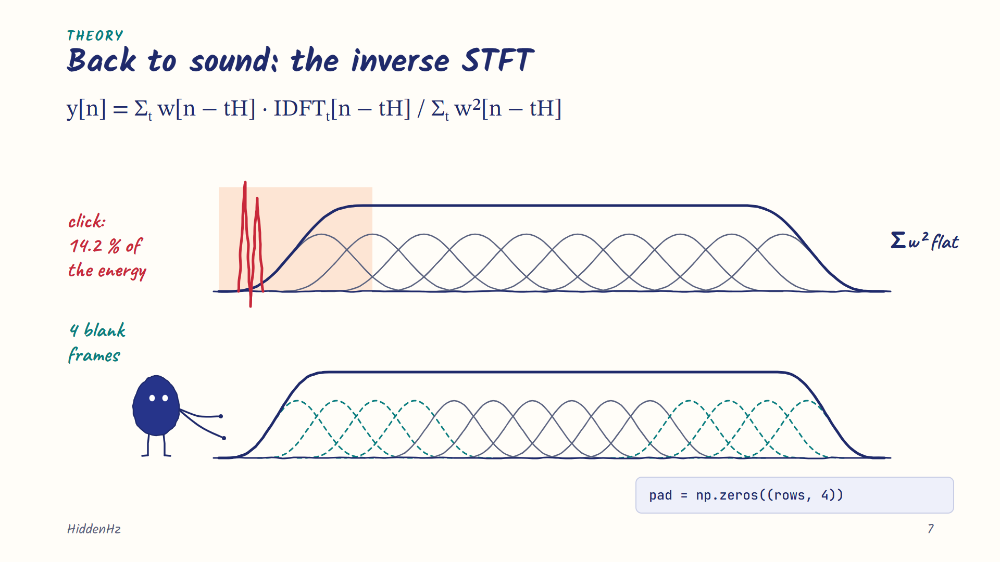 THEORY
Back to sound: the inverse STFT
y[n] = Σₜ w[n − tH] · IDFTₜ[n − tH] / Σₜ w²[n − tH]
click:
14.2 % of
the energy
Σw² flat
4 blank
frames
pad = np.zeros((rows, 4))
HiddenHz
7